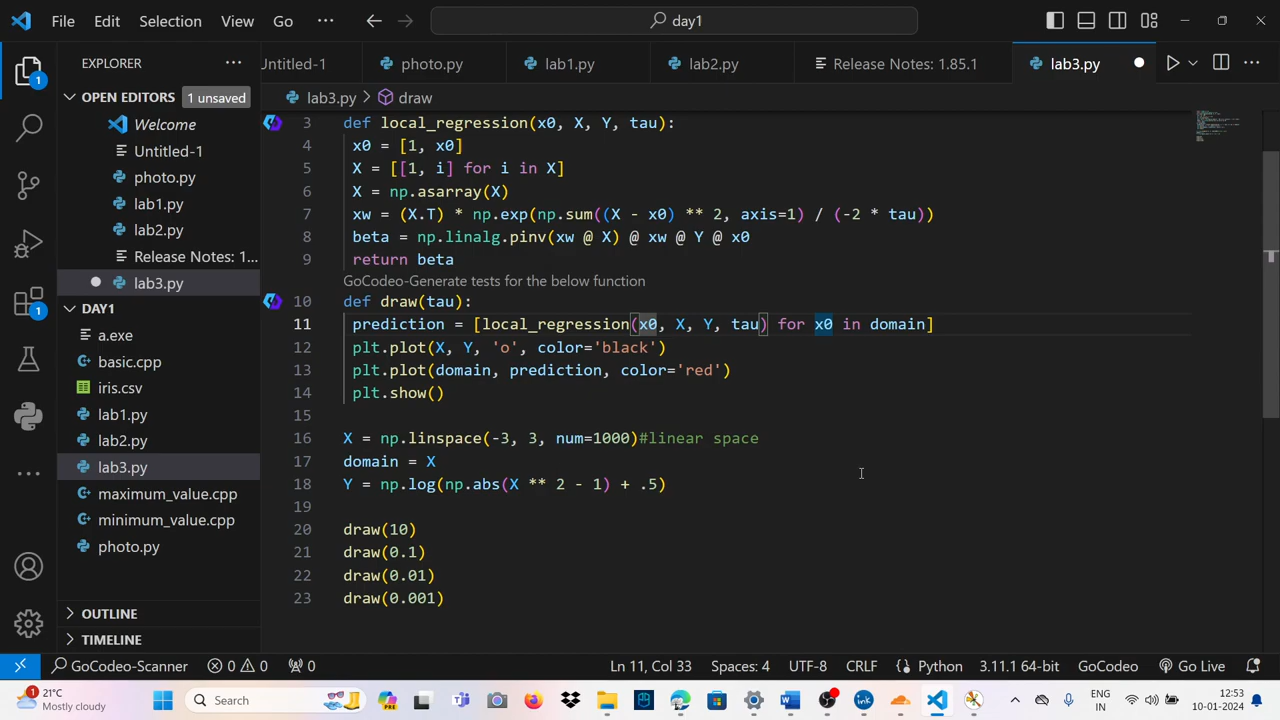 File Edit Selection View Go ··· day1
EXPLORER ···
OPEN EDITORS 1 unsaved
Welcome
Untitled-1
photo.py
lab1.py
lab2.py
Release Notes: 1...
lab3.py
DAY1
a.exe
basic.cpp
iris.csv
lab1.py
lab2.py
lab3.py
maximum_value.cpp
minimum_value.cpp
photo.py
OUTLINE
TIMELINE
1
1
Untitled-1 photo.py lab1.py lab2.py Release Notes: 1.85.1 lab3.py
lab3.py > draw
3 def local_regression(x0, X, Y, tau):
4 x0 = [1, x0]
5 X = [[1, i] for i in X]
6 X = np.asarray(X)
7 xw = (X.T) * np.exp(np.sum((X - x0) ** 2, axis=1) / (-2 * tau))
8 beta = np.linalg.pinv(xw @ X) @ xw @ Y @ x0
9 return beta
GoCodeo-Generate tests for the below function
10 def draw(tau):
11 prediction = [local_regression(x0, X, Y, tau) for x0 in domain]
12 plt.plot(X, Y, 'o', color='black')
13 plt.plot(domain, prediction, color='red')
14 plt.show()
15
16 X = np.linspace(-3, 3, num=1000)#linear space
17 domain = X
18 Y = np.log(np.abs(X ** 2 - 1) + .5)
19
20 draw(10)
21 draw(0.1)
22 draw(0.01)
23 draw(0.001)
GoCodeo-Scanner 0 0 0 Ln 11, Col 33 Spaces: 4 UTF-8 CRLF Python 3.11.1 64-bit GoCodeo Go Live
1 21°C
Mostly cloudy
Search
PRE
ink
ENG
IN
12:53
10-01-2024